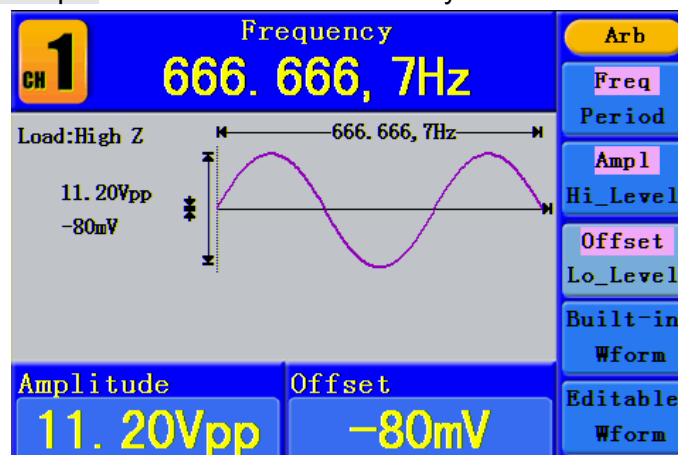 CH 1
Frequency
666. 666, 7Hz
Arb
Freq
Period
Ampl
Hi_Level
Offset
Lo_Level
Built-in
Wform
Editable
Wform
Load:High Z
666. 666, 7Hz
11. 20Vpp
-80mV
Amplitude
11. 20Vpp
Offset
-80mV